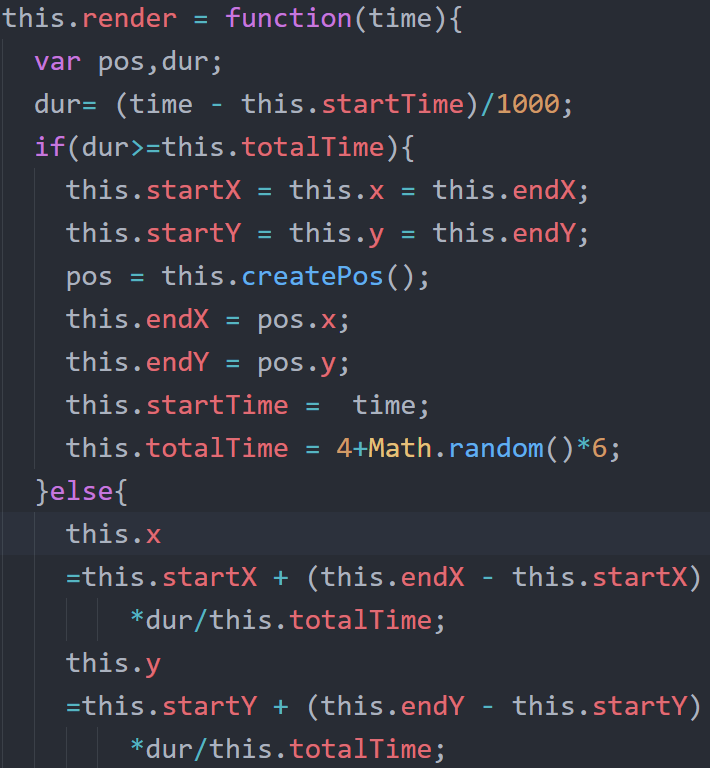 this.render = function(time){
  var pos,dur;
  dur= (time - this.startTime)/1000;
  if(dur>=this.totalTime){
    this.startX = this.x = this.endX;
    this.startY = this.y = this.endY;
    pos = this.createPos();
    this.endX = pos.x;
    this.endY = pos.y;
    this.startTime =  time;
    this.totalTime = 4+Math.random()*6;
  }else{
    this.x
    =this.startX + (this.endX - this.startX)
        *dur/this.totalTime;
    this.y
    =this.startY + (this.endY - this.startY)
        *dur/this.totalTime;